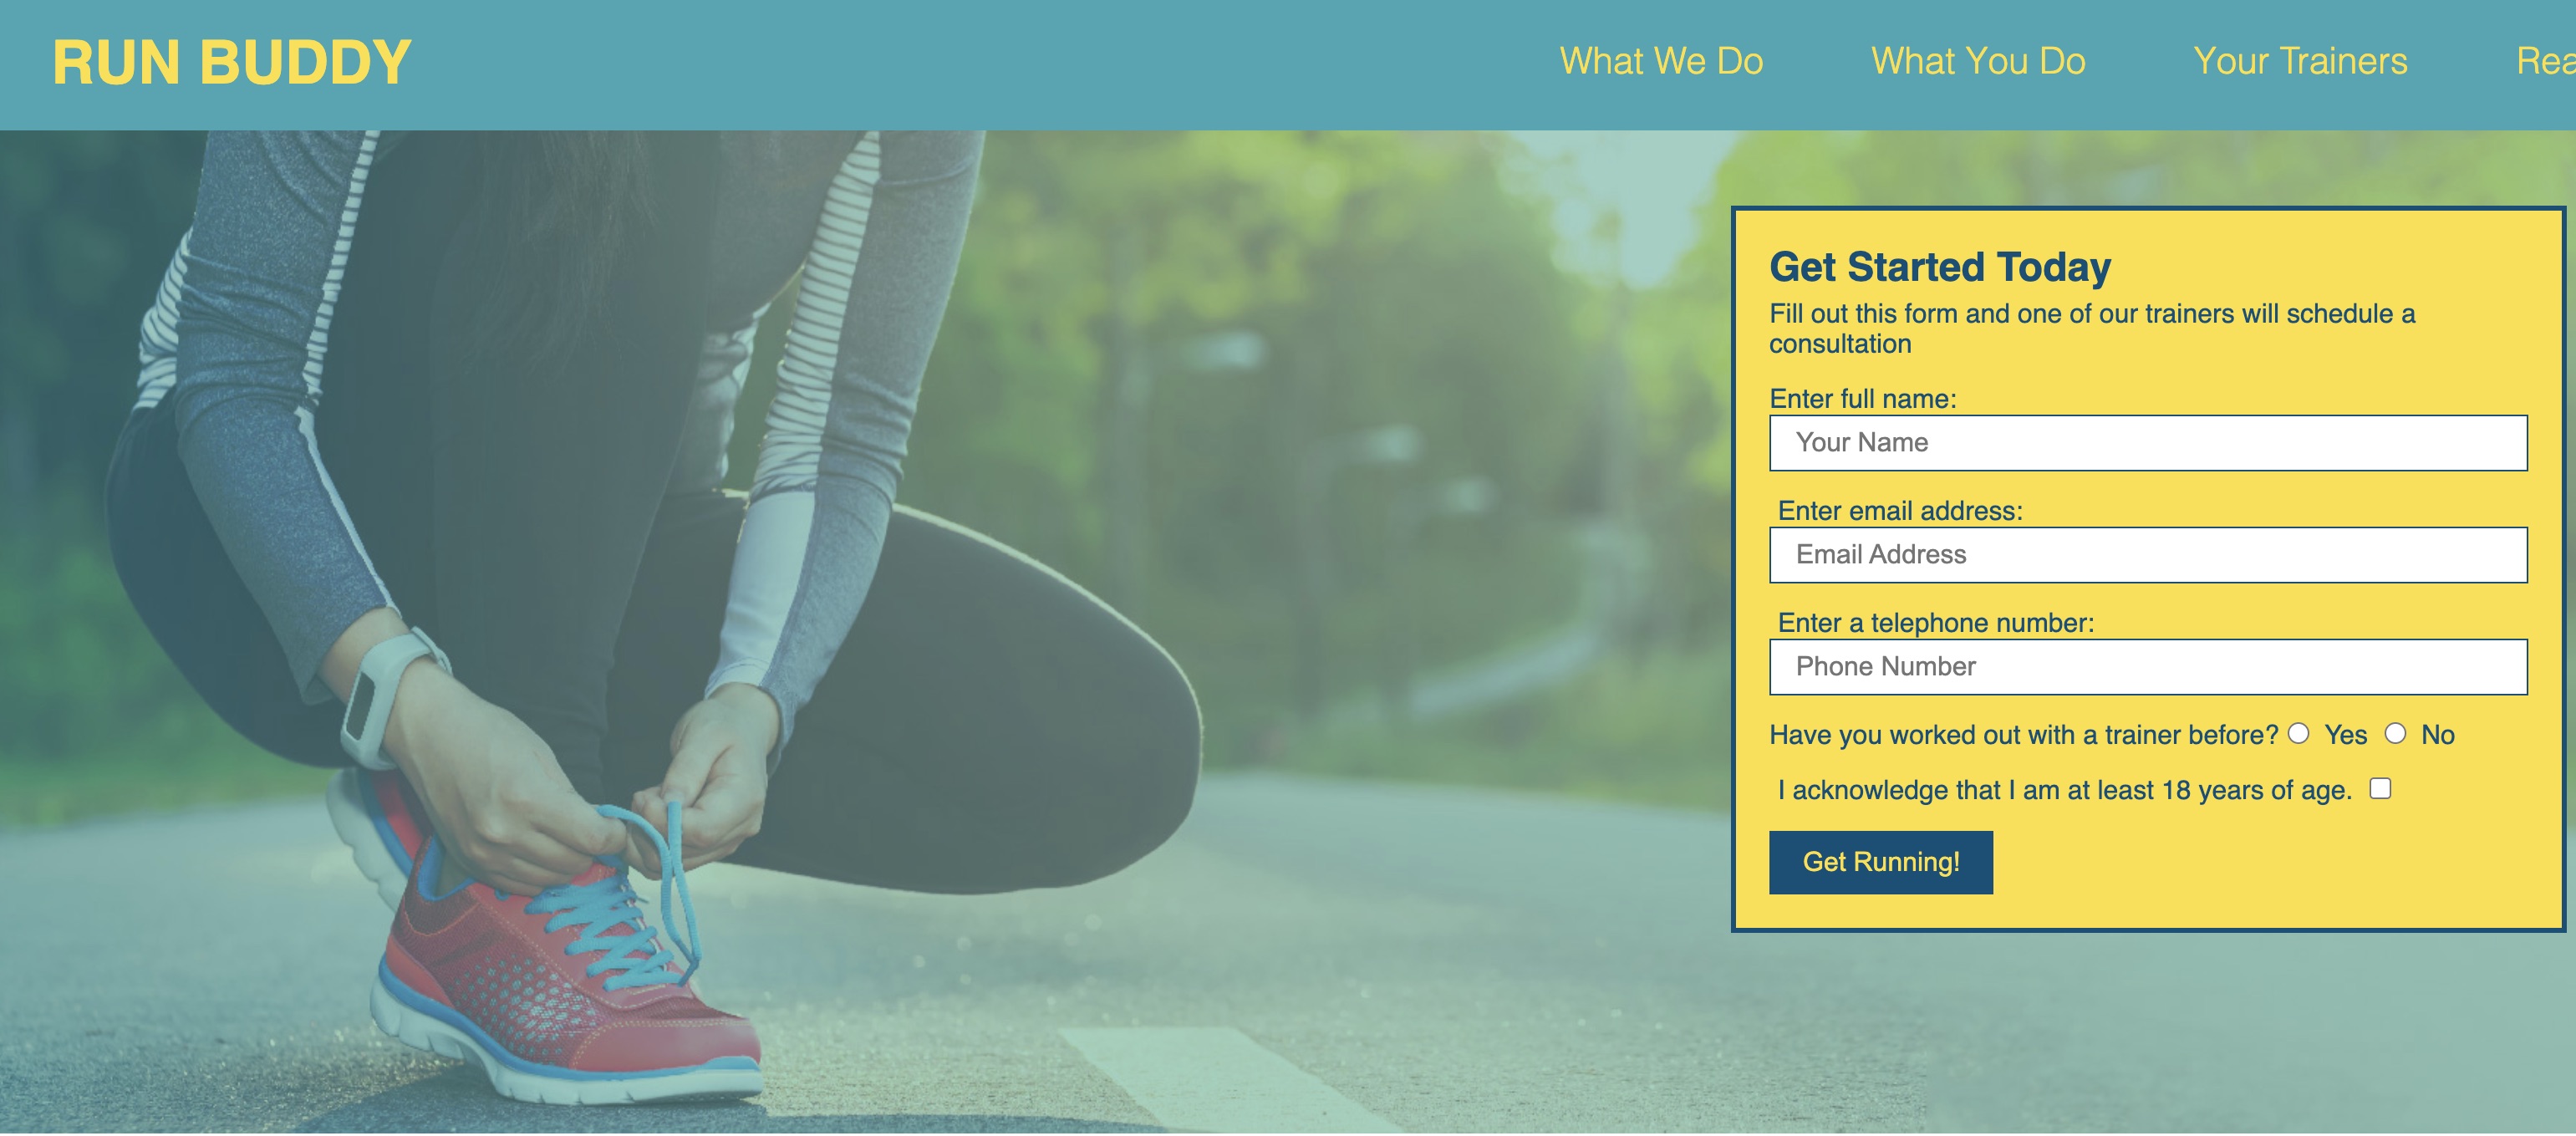 RUN BUDDY
What We Do What You Do Your Trainers
Get Started Today
Fill out this form and one of our trainers will schedule a
consultation
Enter full name:
Your Name
Enter email address:
Email Address
Enter a telephone number:
Phone Number
Have you worked out with a trainer before? Yes No
I acknowledge that I am at least 18 years of age.
Get Running!